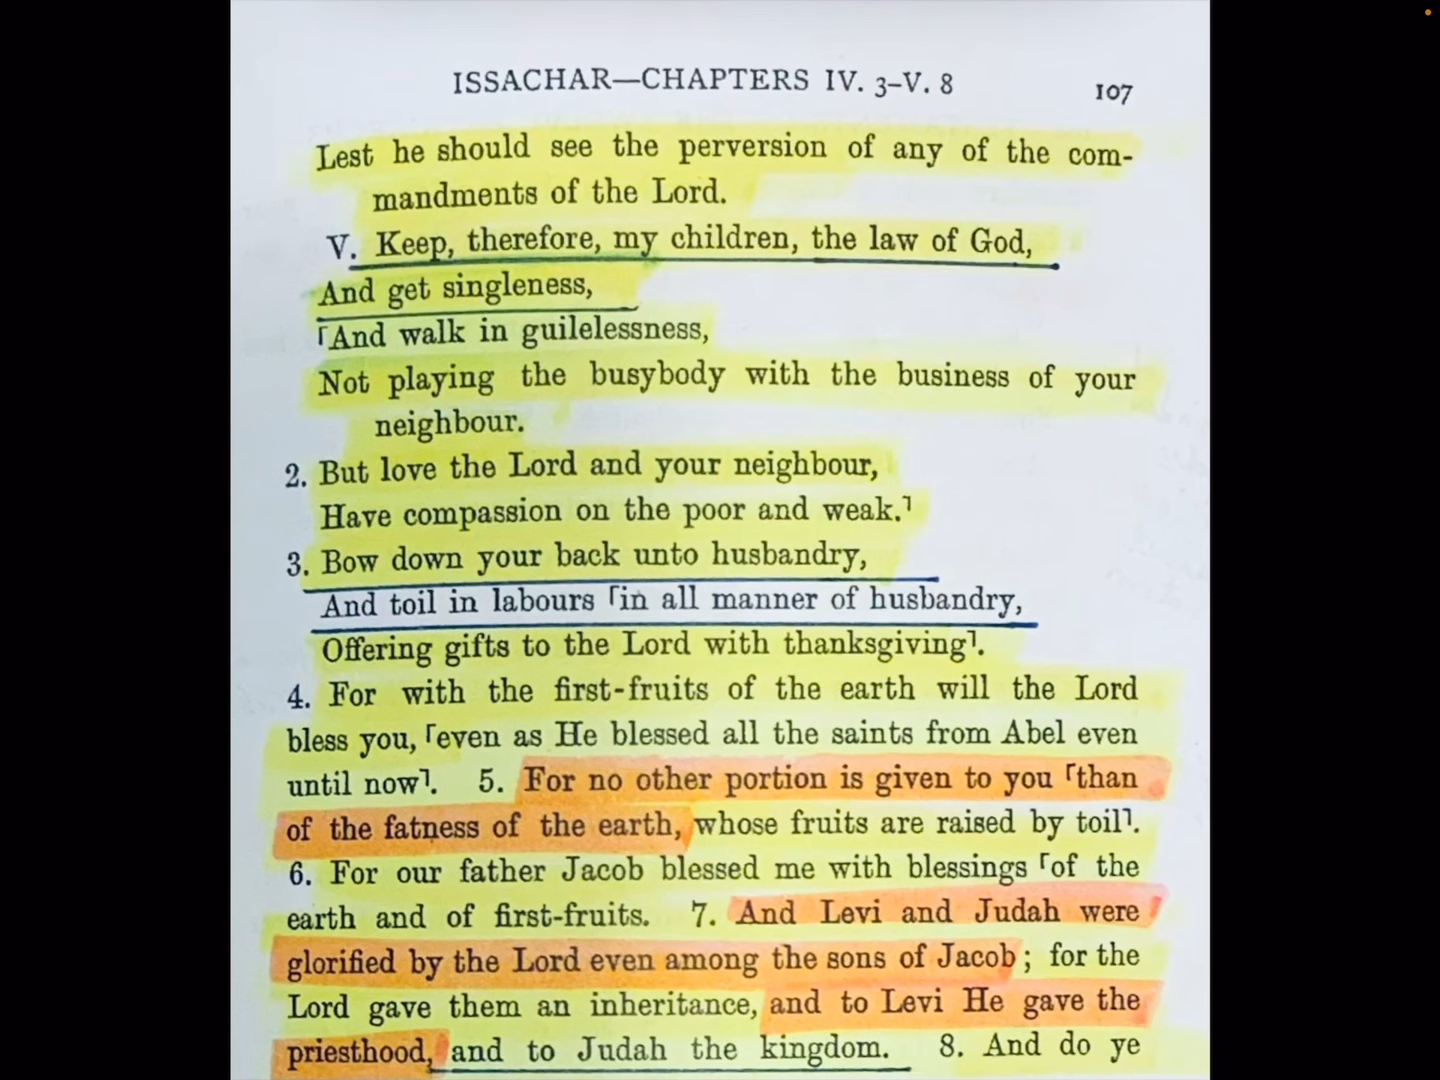 ISSACHAR—CHAPTERS IV. 3–V. 8 107
Lest he should see the perversion of any of the com-
mandments of the Lord.
V. Keep, therefore, my children, the law of God,
And get singleness,
⌜And walk in guilelessness,
Not playing the busybody with the business of your
neighbour.
2. But love the Lord and your neighbour,
Have compassion on the poor and weak.⌝
3. Bow down your back unto husbandry,
And toil in labours ⌜in all manner of husbandry,
Offering gifts to the Lord with thanksgiving⌝.
4. For with the first-fruits of the earth will the Lord
bless you, ⌜even as He blessed all the saints from Abel even
until now⌝. 5. For no other portion is given to you ⌜than
of the fatness of the earth, whose fruits are raised by toil⌝.
6. For our father Jacob blessed me with blessings ⌜of the
earth and of first-fruits. 7. And Levi and Judah were
glorified by the Lord even among the sons of Jacob; for the
Lord gave them an inheritance, and to Levi He gave the
priesthood, and to Judah the kingdom. 8. And do ye